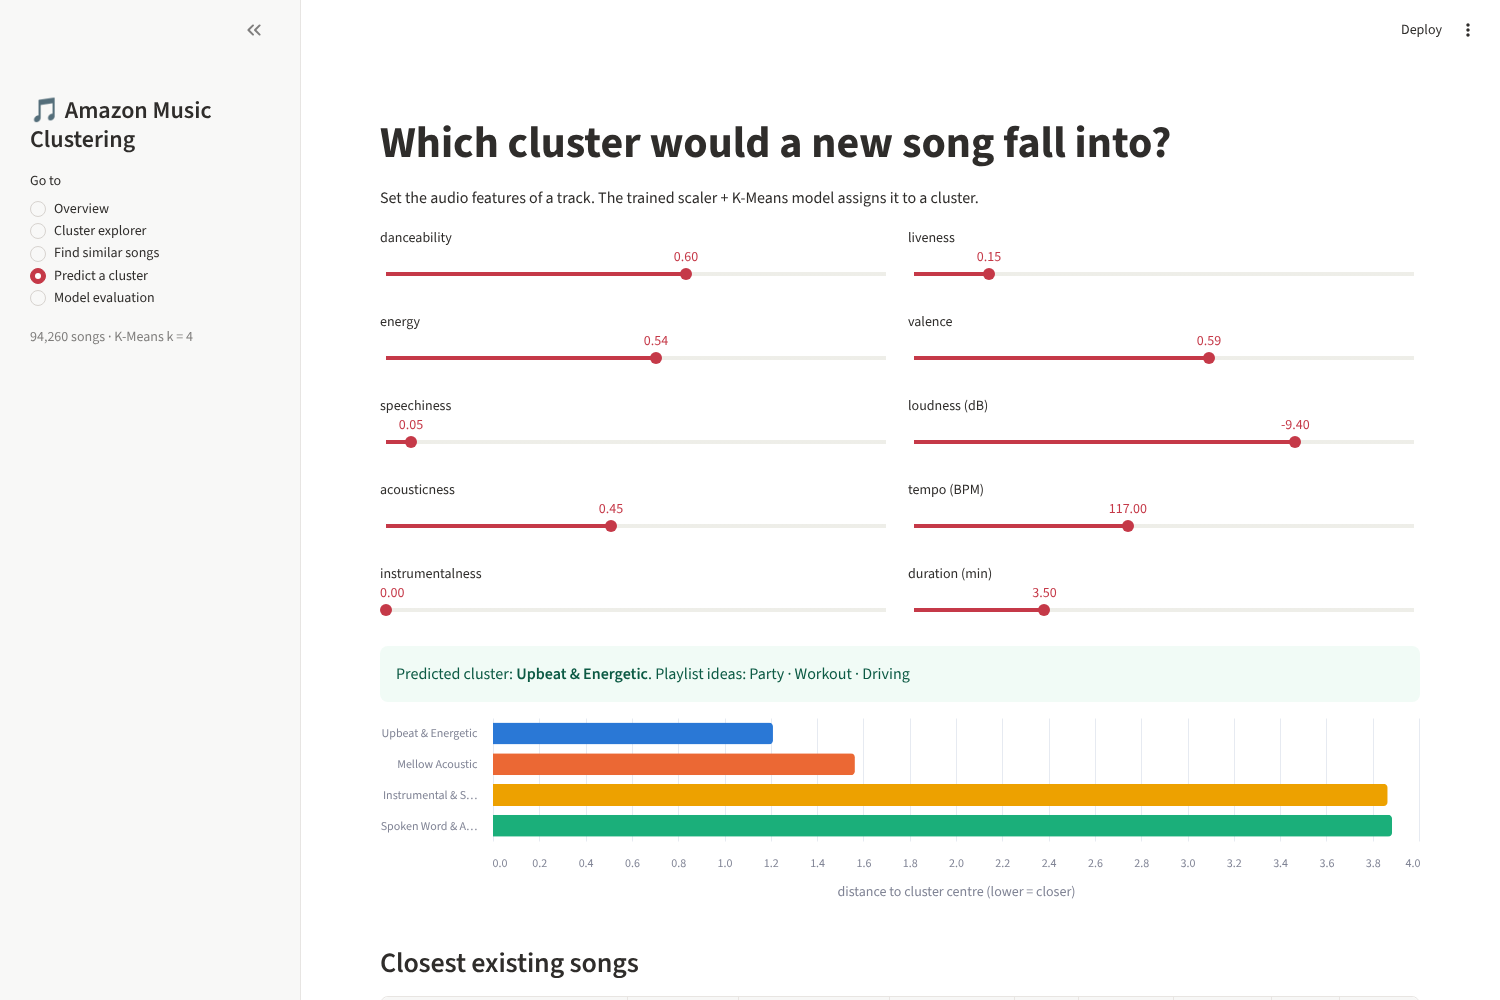 Deploy
🎵 Amazon Music
Clustering
Go to
Overview
Cluster explorer
Find similar songs
Predict a cluster
Model evaluation
94,260 songs · K-Means k = 4
Which cluster would a new song fall into?
Set the audio features of a track. The trained scaler + K-Means model assigns it to a cluster.
danceability
0.60
liveness
0.15
energy
0.54
valence
0.59
speechiness
0.05
loudness (dB)
-9.40
acousticness
0.45
tempo (BPM)
117.00
instrumentalness
0.00
duration (min)
3.50
Predicted cluster: Upbeat & Energetic. Playlist ideas: Party · Workout · Driving
Upbeat & Energetic
Mellow Acoustic
Instrumental & S…
Spoken Word & A…
0.0 0.2 0.4 0.6 0.8 1.0 1.2 1.4 1.6 1.8 2.0 2.2 2.4 2.6 2.8 3.0 3.2 3.4 3.6 3.8 4.0
distance to cluster centre (lower = closer)
Closest existing songs